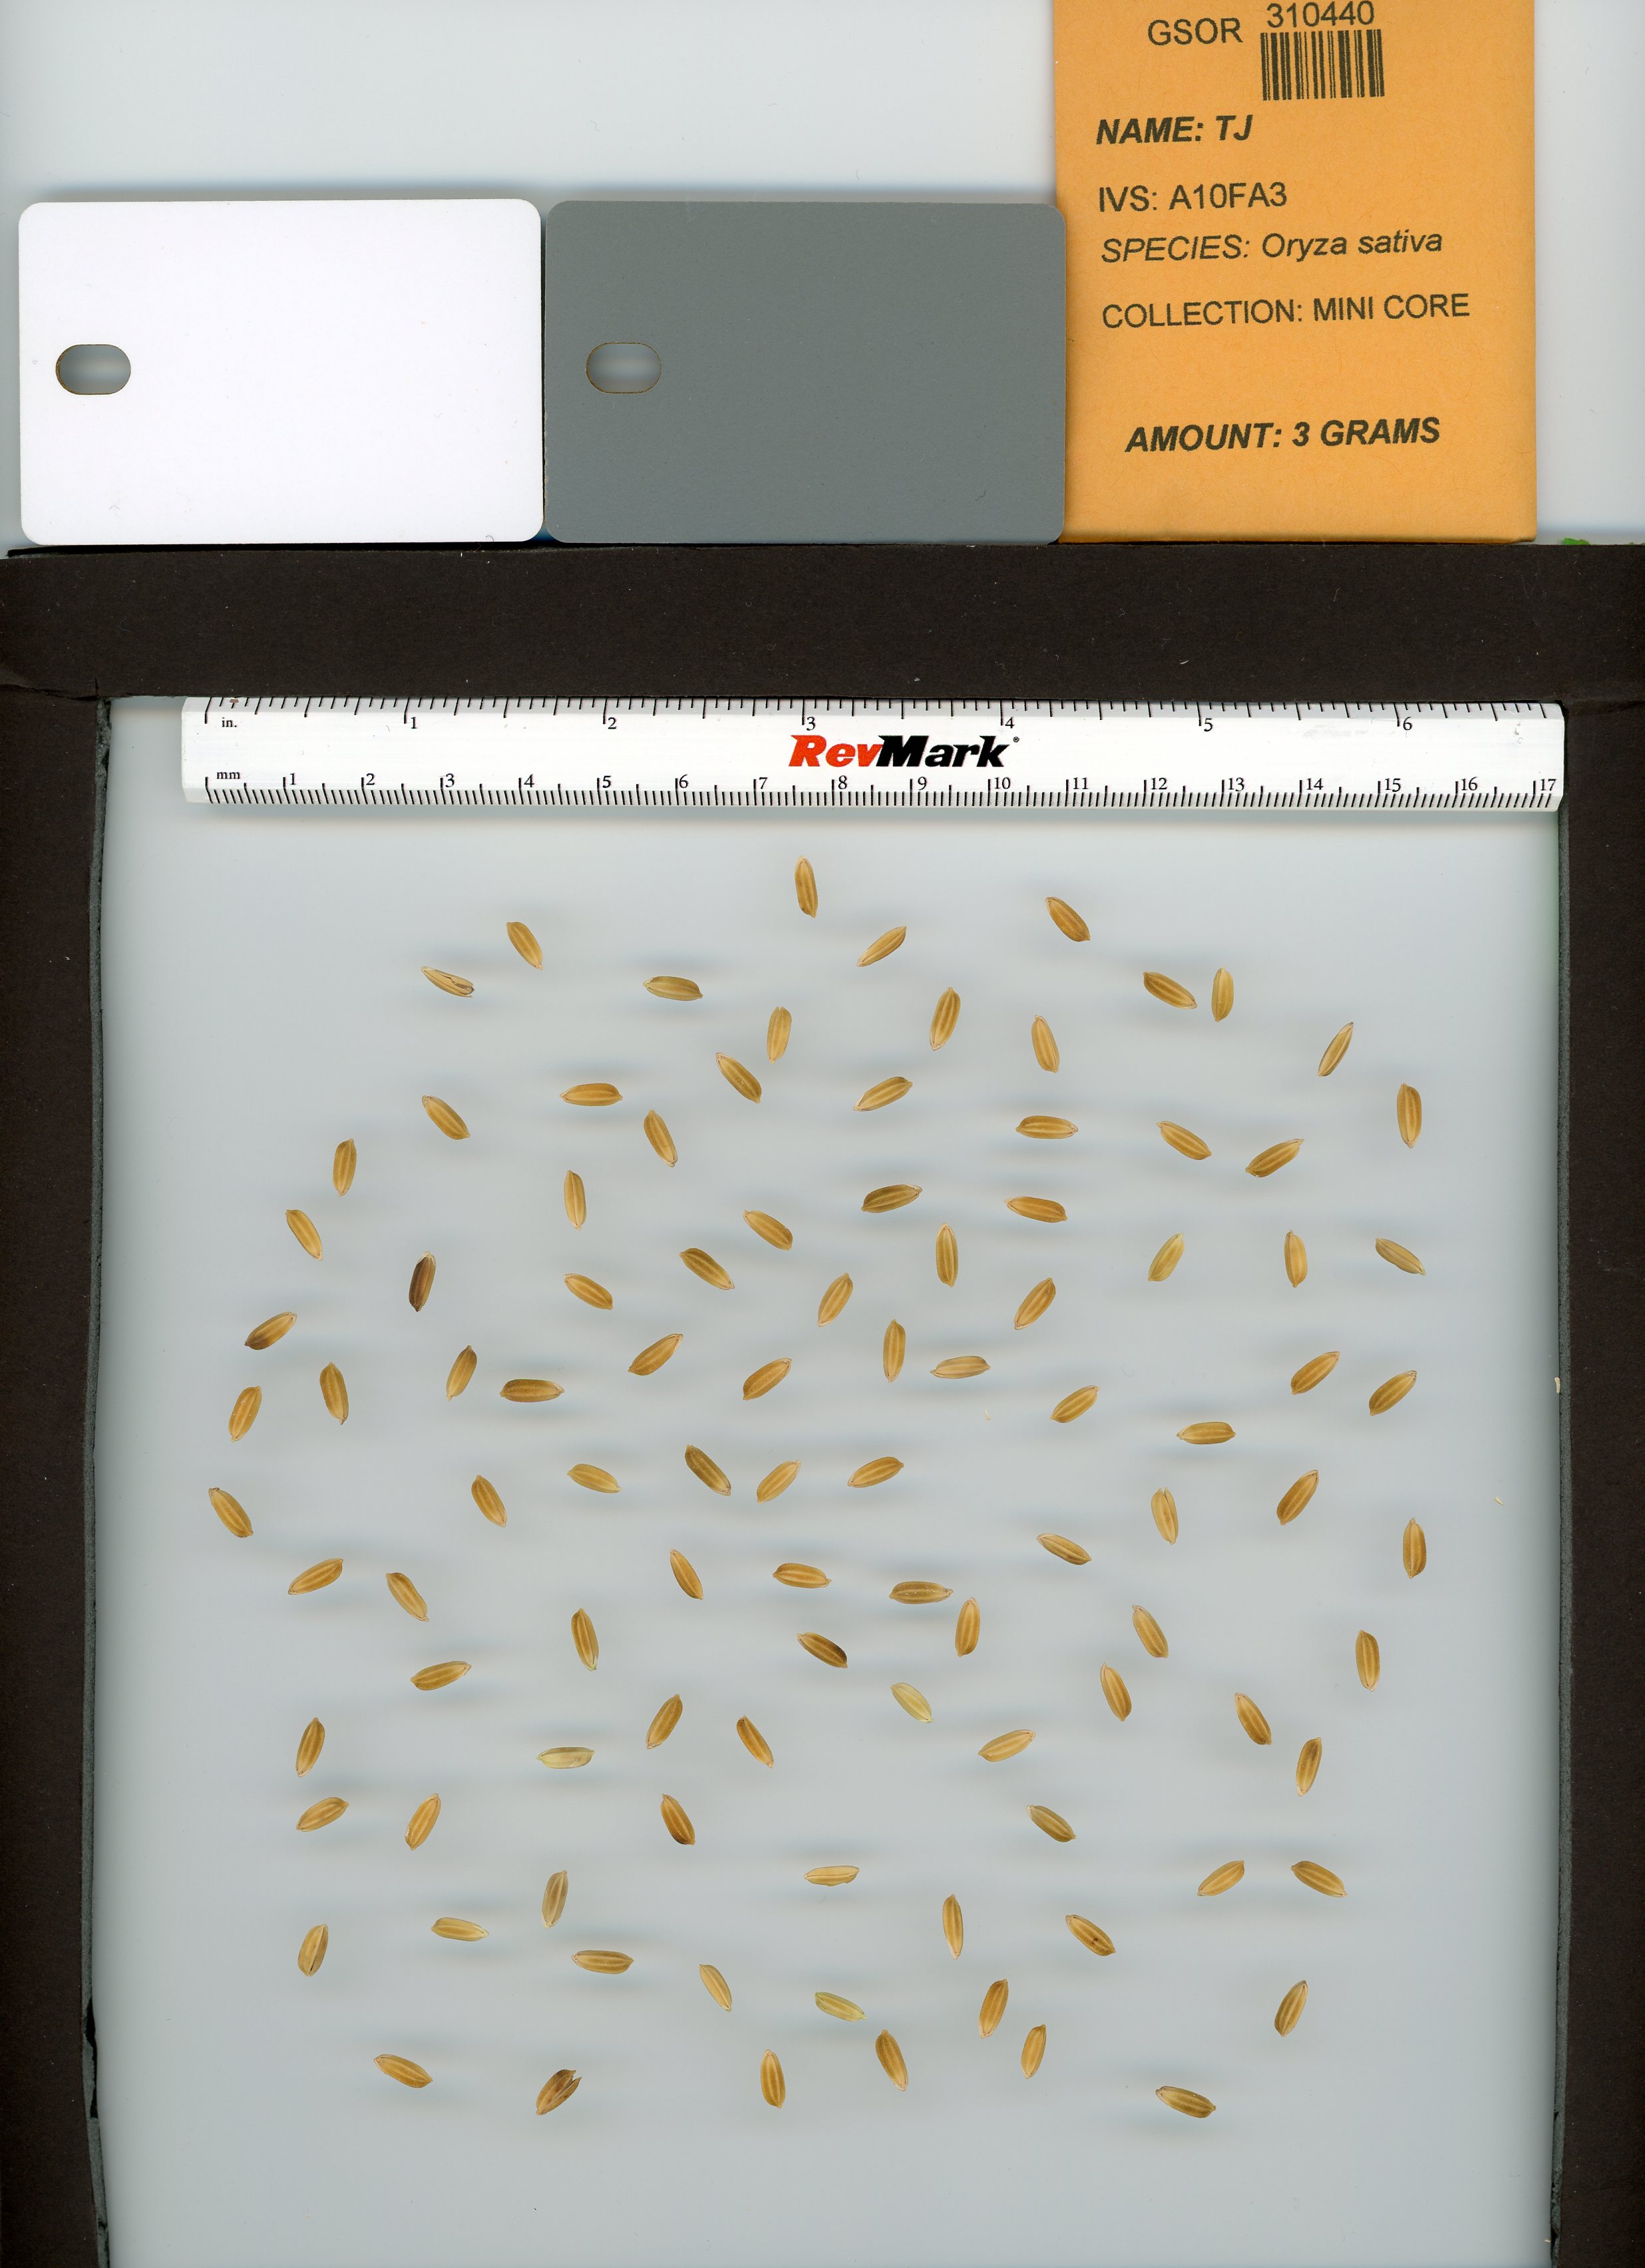 310440
GSOR
NAME: TJ
IVS: A10FA3
SPECIES: Oryza sativa
COLLECTION: MINI CORE
AMOUNT: 3 GRAMS
in. 1 2 3 4 5 6
RevMark®
mm 1 2 3 4 5 6 7 8 9 10 11 12 13 14 15 16 17